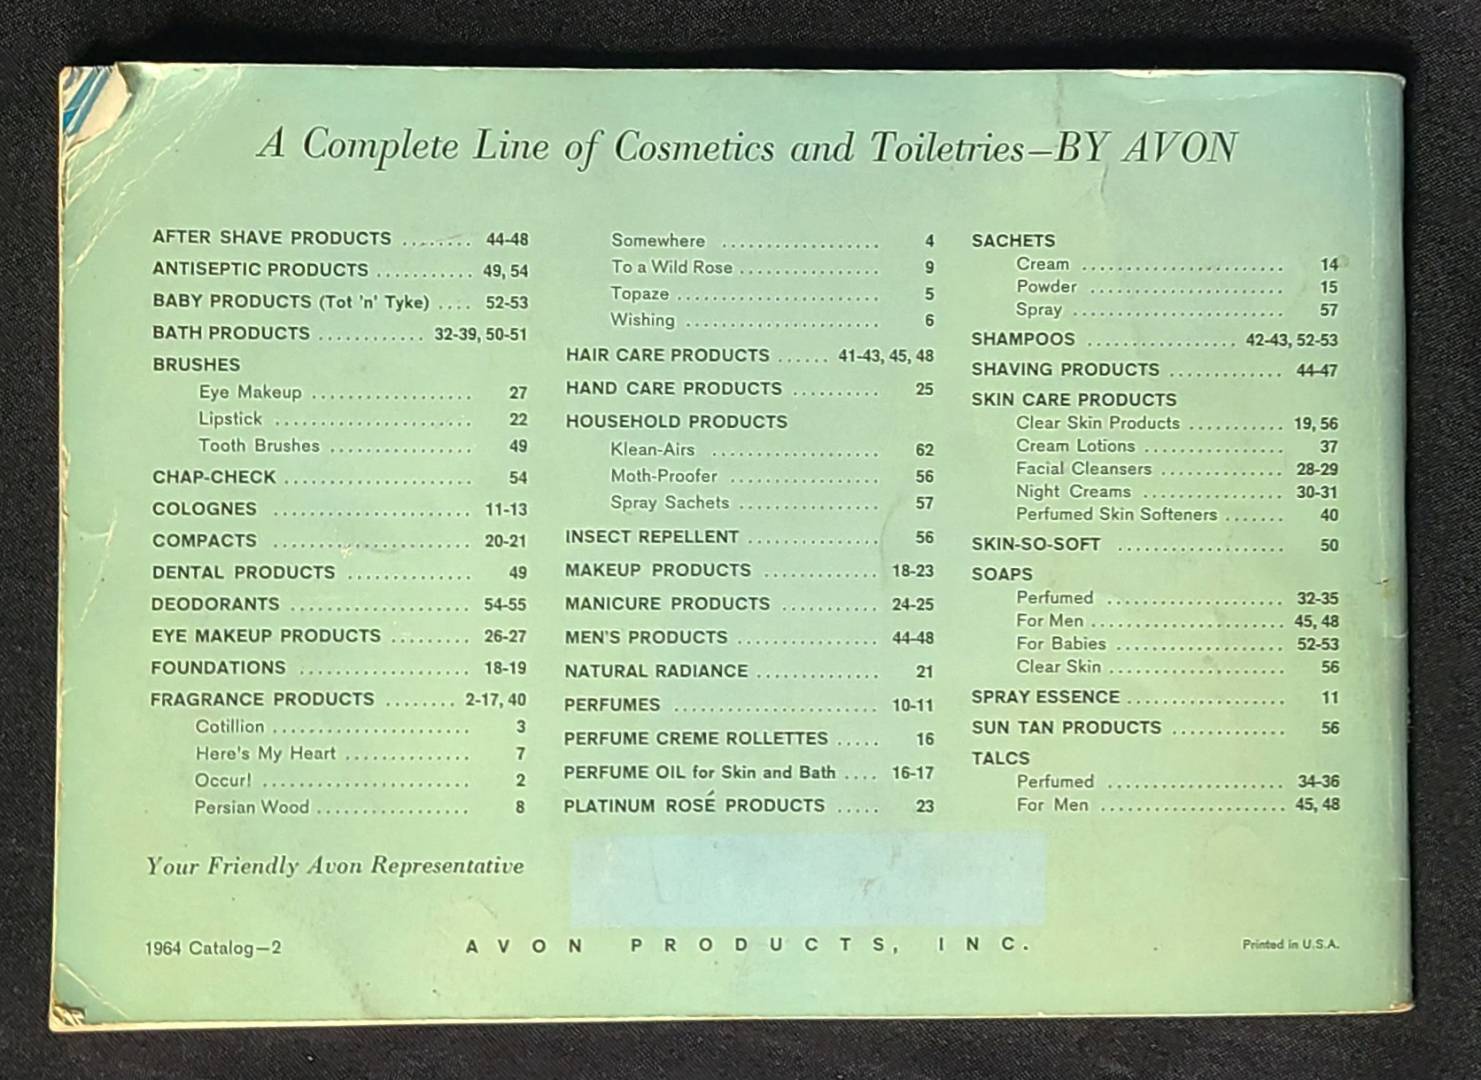 A Complete Line of Cosmetics and Toiletries—BY AVON
AFTER SHAVE PRODUCTS ........ 44-48
ANTISEPTIC PRODUCTS ........... 49, 54
BABY PRODUCTS (Tot 'n' Tyke) .... 52-53
BATH PRODUCTS ............ 32-39, 50-51
BRUSHES
Eye Makeup .................. 27
Lipstick ...................... 22
Tooth Brushes ................ 49
CHAP-CHECK ..................... 54
COLOGNES ...................... 11-13
COMPACTS ...................... 20-21
DENTAL PRODUCTS .............. 49
DEODORANTS .................... 54-55
EYE MAKEUP PRODUCTS ......... 26-27
FOUNDATIONS ................... 18-19
FRAGRANCE PRODUCTS ........ 2-17, 40
Cotillion ...................... 3
Here's My Heart .............. 7
Occur! ........................ 2
Persian Wood ................. 8
Somewhere .................. 4
To a Wild Rose ................ 9
Topaze ....................... 5
Wishing ...................... 6
HAIR CARE PRODUCTS ...... 41-43, 45, 48
HAND CARE PRODUCTS .......... 25
HOUSEHOLD PRODUCTS
Klean-Airs ................... 62
Moth-Proofer ................. 56
Spray Sachets ................ 57
INSECT REPELLENT ............... 56
MAKEUP PRODUCTS ............. 18-23
MANICURE PRODUCTS ........... 24-25
MEN'S PRODUCTS ................ 44-48
NATURAL RADIANCE .............. 21
PERFUMES ....................... 10-11
PERFUME CREME ROLLETTES ..... 16
PERFUME OIL for Skin and Bath .... 16-17
PLATINUM ROSÉ PRODUCTS ..... 23
SACHETS
Cream ........................ 14
Powder ....................... 15
Spray ......................... 57
SHAMPOOS ................. 42-43, 52-53
SHAVING PRODUCTS ............. 44-47
SKIN CARE PRODUCTS
Clear Skin Products ........... 19, 56
Cream Lotions ................. 37
Facial Cleansers .............. 28-29
Night Creams ................ 30-31
Perfumed Skin Softeners ....... 40
SKIN-SO-SOFT ................... 50
SOAPS
Perfumed ..................... 32-35
For Men ....................... 45, 48
For Babies .................... 52-53
Clear Skin ..................... 56
SPRAY ESSENCE .................. 11
SUN TAN PRODUCTS ............. 56
TALCS
Perfumed ..................... 34-36
For Men ...................... 45, 48
Your Friendly Avon Representative
1964 Catalog—2
AVON PRODUCTS, INC.
Printed in U.S.A.